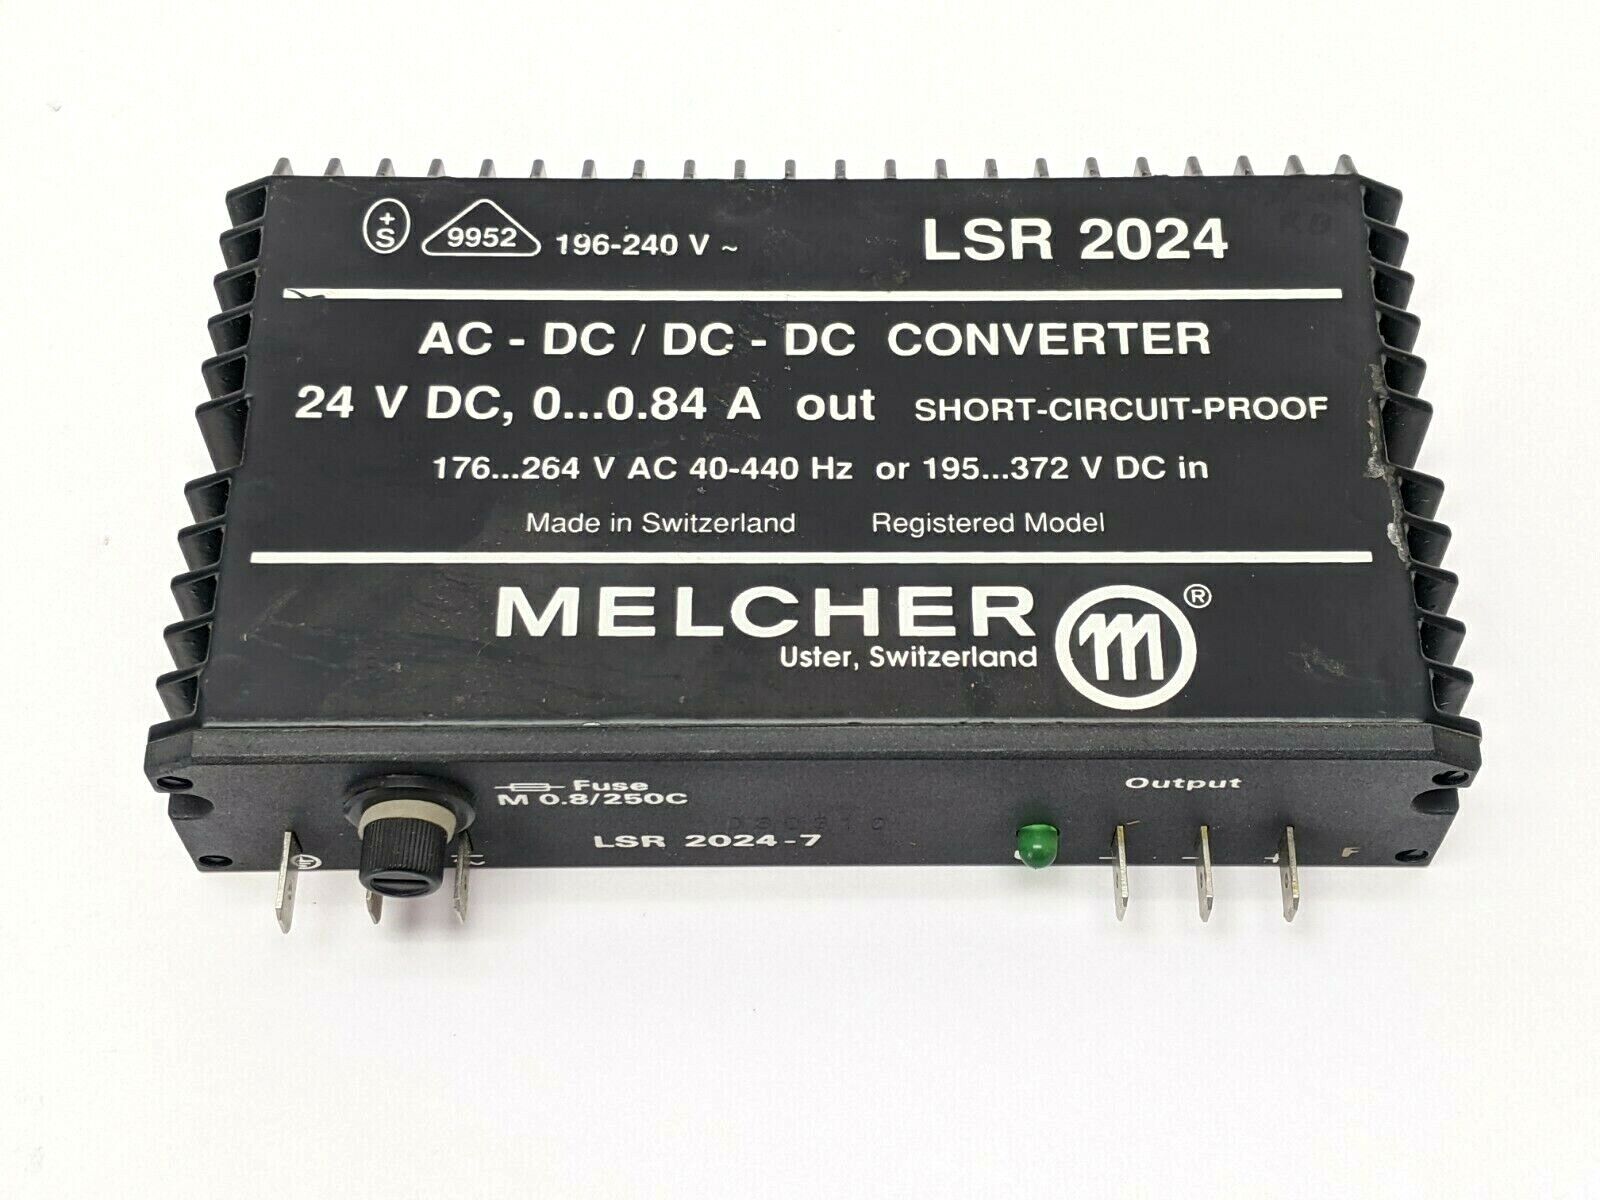 +
S
9952 196-240 V ~ LSR 2024
AC - DC / DC - DC CONVERTER
24 V DC, 0...0.84 A out SHORT-CIRCUIT-PROOF
176...264 V AC 40-440 Hz or 195...372 V DC in
Made in Switzerland Registered Model
MELCHER m ®
Uster, Switzerland
Fuse Output
M 0.8/250C
LSR 2024-7
~ - - + F